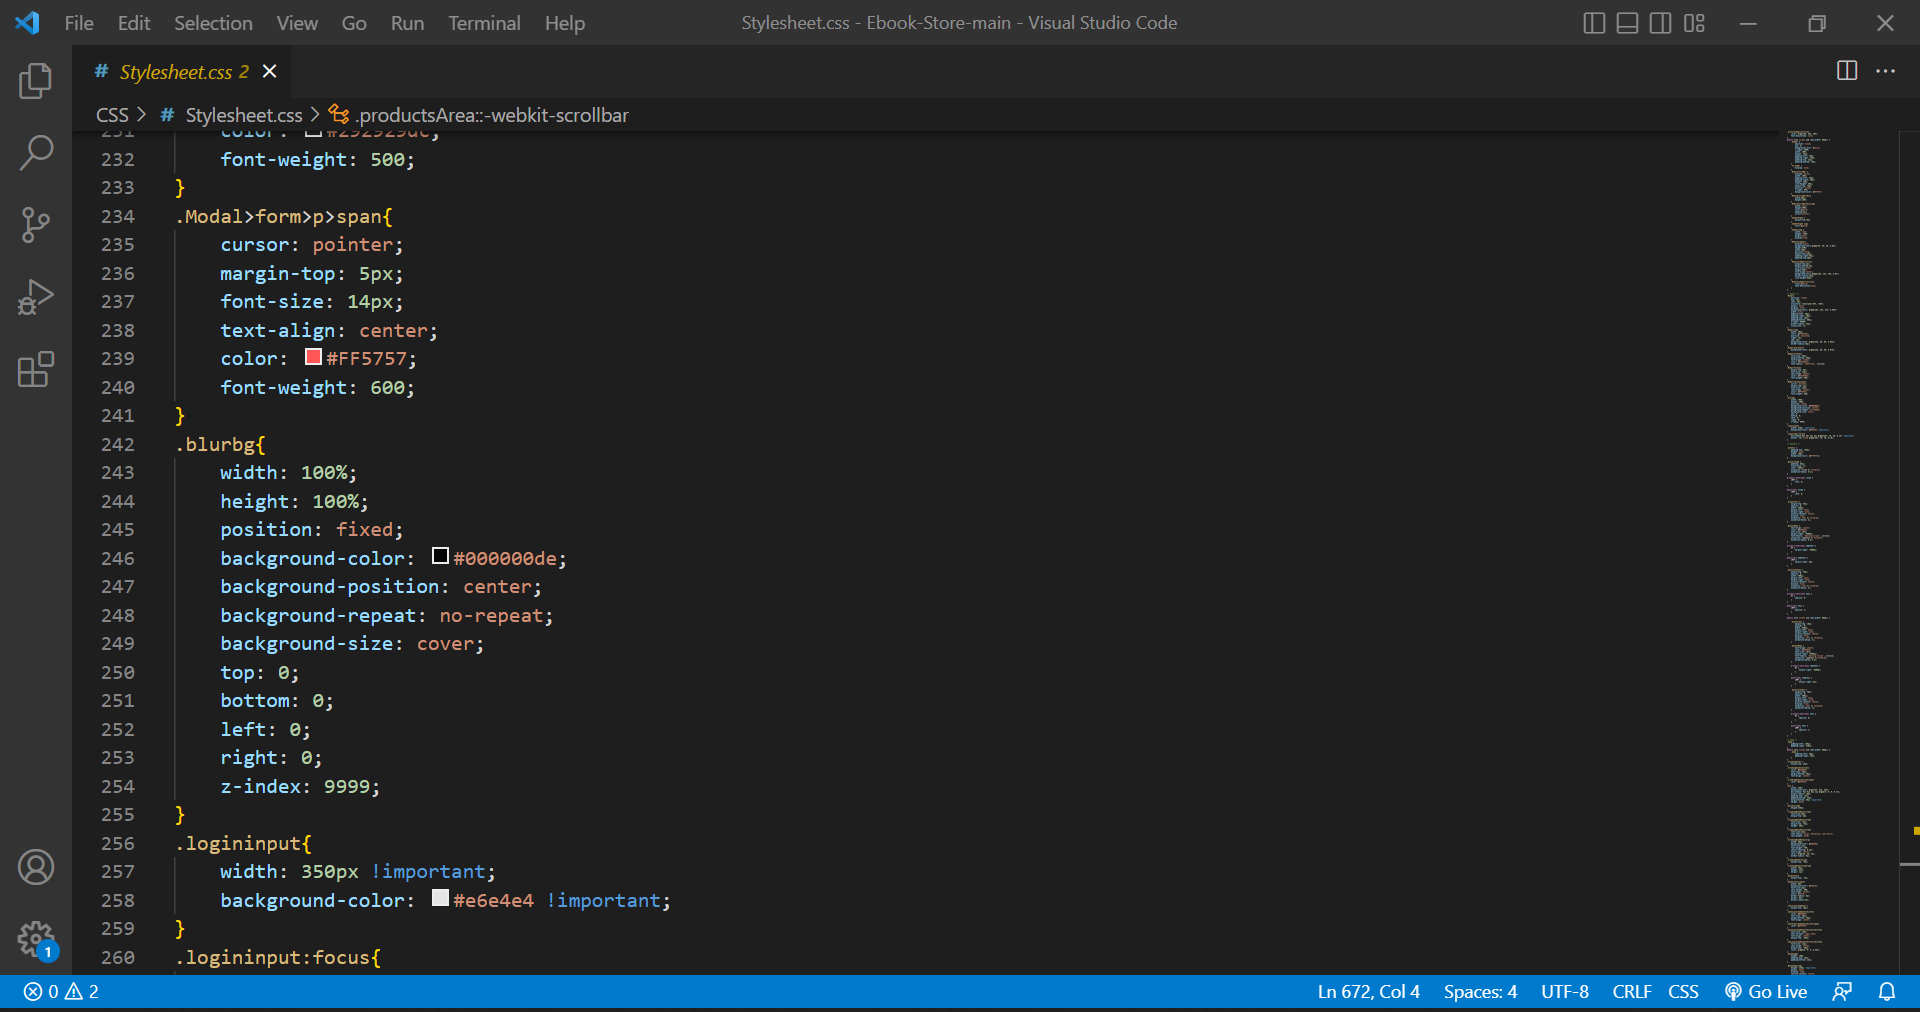 File Edit Selection View Go Run Terminal Help Stylesheet.css - Ebook-Store-main - Visual Studio Code
# Stylesheet.css 2
CSS > # Stylesheet.css > .productsArea::-webkit-scrollbar
231 color: #292929dc;
232 font-weight: 500;
233 }
234 .Modal>form>p>span{
235 cursor: pointer;
236 margin-top: 5px;
237 font-size: 14px;
238 text-align: center;
239 color: #FF5757;
240 font-weight: 600;
241 }
242 .blurbg{
243 width: 100%;
244 height: 100%;
245 position: fixed;
246 background-color: #000000de;
247 background-position: center;
248 background-repeat: no-repeat;
249 background-size: cover;
250 top: 0;
251 bottom: 0;
252 left: 0;
253 right: 0;
254 z-index: 9999;
255 }
256 .logininput{
257 width: 350px !important;
258 background-color: #e6e4e4 !important;
259 }
260 .logininput:focus{
1
0 2 Ln 672, Col 4 Spaces: 4 UTF-8 CRLF CSS Go Live